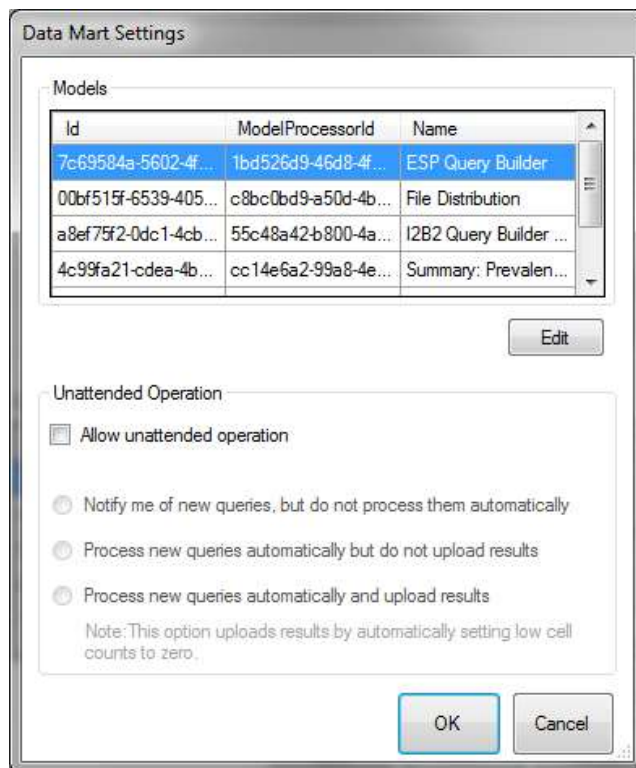 Data Mart Settings
Models
Id ModelProcessorId Name
7c69584a-5602-4f... 1bd526d9-46d8-4f... ESP Query Builder
00bf515f-6539-405... c8bc0bd9-a50d-4b... File Distribution
a8ef75f2-0dc1-4cb... 55c48a42-b800-4a... I2B2 Query Builder ...
4c99fa21-cdea-4b... cc14e6a2-99a8-4e... Summary: Prevalen...
Edit
Unattended Operation
Allow unattended operation
Notify me of new queries, but do not process them automatically
Process new queries automatically but do not upload results
Process new queries automatically and upload results
Note:This option uploads results by automatically setting low cell
counts to zero.
OK Cancel